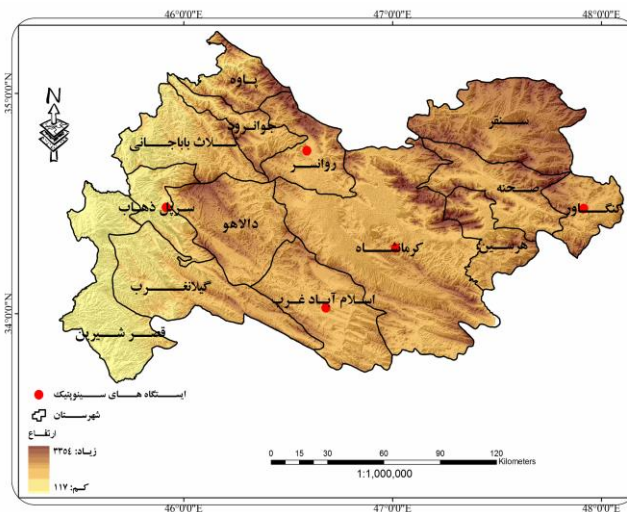 46°0'0"E
47°0'0"E
48°0'0"E
35°0'0"N
N
پاوه
سنقر
جوانرود
ثلاث باباجانی
روانسر
صحنه
کنگاور
سرپل ذهاب
دالاهو
کرمانشاه
هرسین
گیلانغرب
اسلام آباد غرب
34°0'0"N
قصر شیرین
ایستگاه های سینوپتیک
شهرستان
ارتفاع
زیاد: ۳۳۵٤
کم: ۱۱۷
0 15 30 60 90 120
Kilometers
1:1,000,000
46°0'0"E
47°0'0"E
48°0'0"E